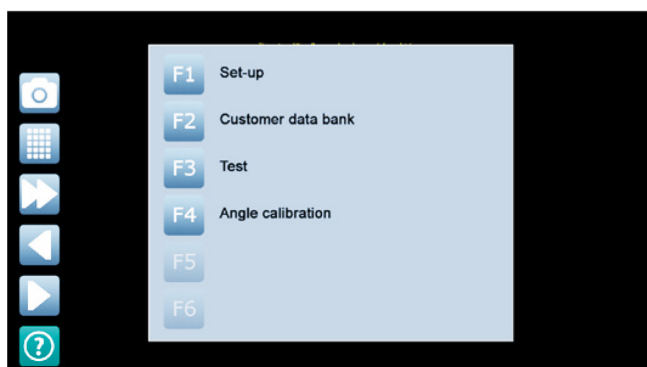 F1 Set-up
F2 Customer data bank
F3 Test
F4 Angle calibration
F5
F6
?